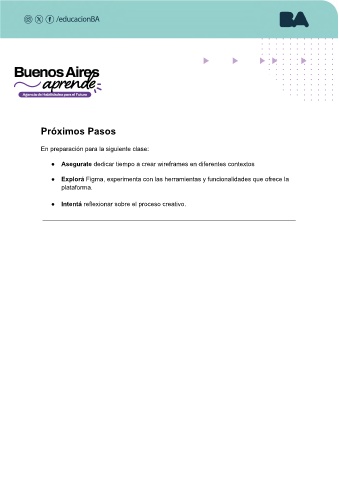 /educacionBA
BA
Buenos Aires
aprende
Agencia de Habilidades para el Futuro
Próximos Pasos
En preparación para la siguiente clase:
● Asegurate dedicar tiempo a crear wireframes en diferentes contextos
● Explorá Figma, experimenta con las herramientas y funcionalidades que ofrece la
plataforma.
● Intentá reflexionar sobre el proceso creativo.